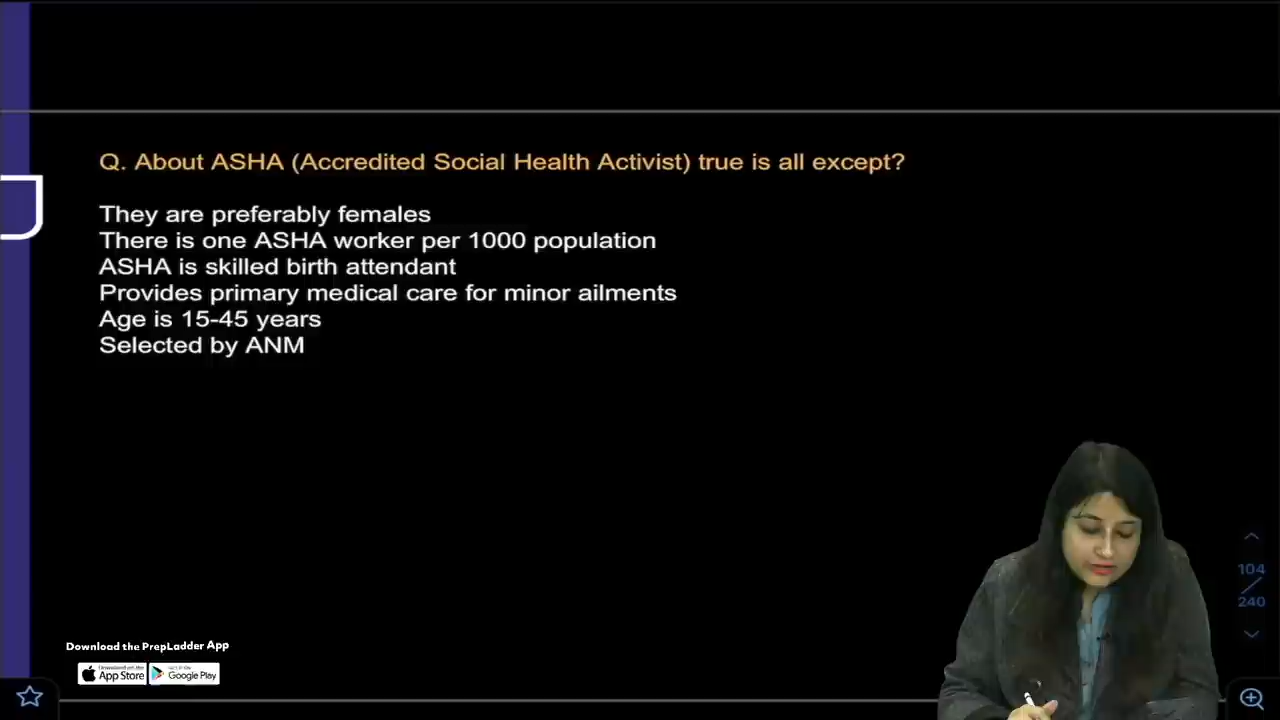 Q. About ASHA (Accredited Social Health Activist) true is all except?
They are preferably females
There is one ASHA worker per 1000 population
ASHA is skilled birth attendant
Provides primary medical care for minor ailments
Age is 15-45 years
Selected by ANM
104
240
Download the PrepLadder App
App Store
Google Play